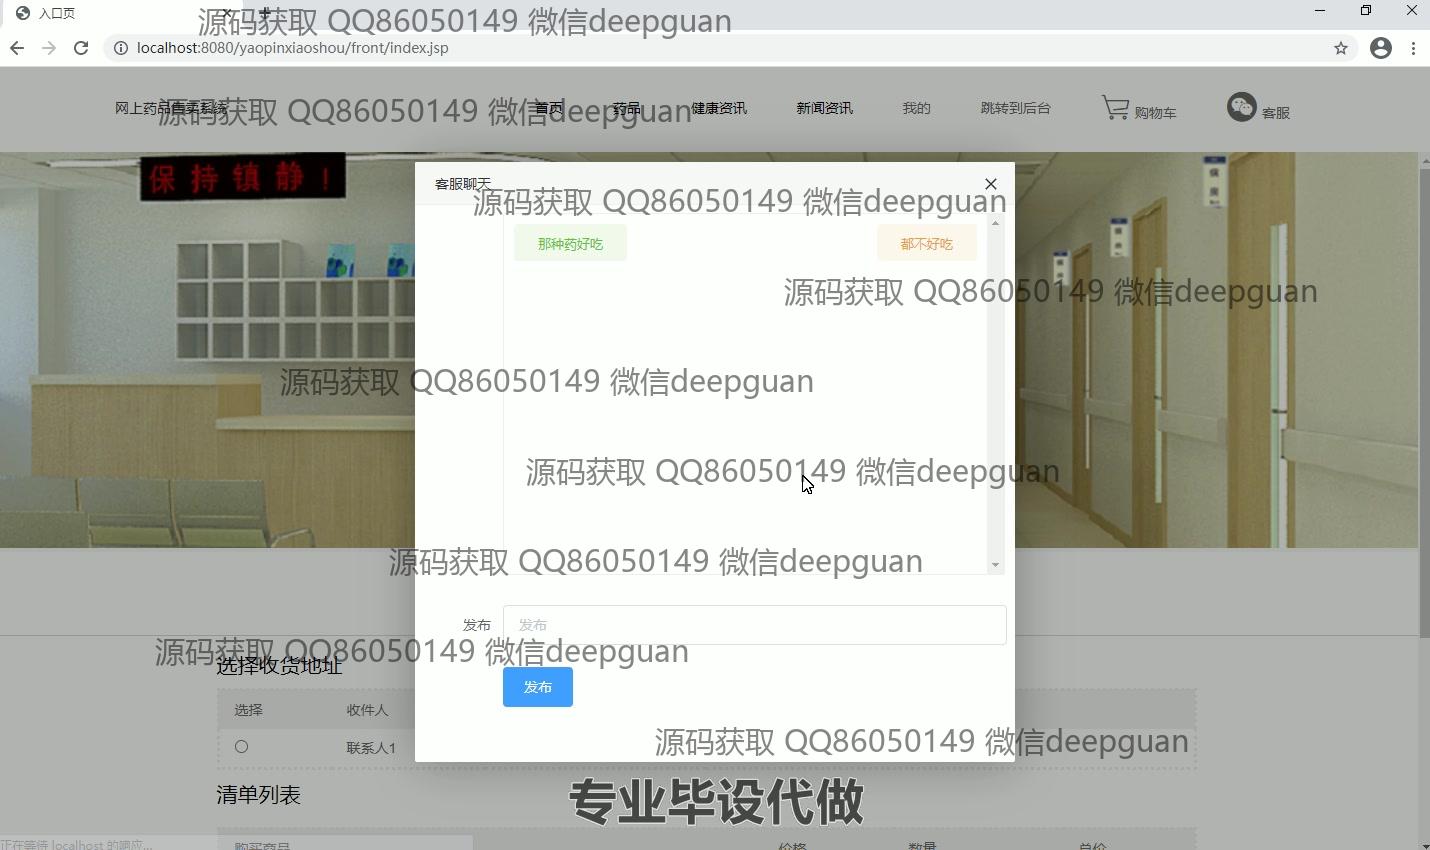 入口页
源码获取 QQ86050149 微信deepguan
localhost:8080/yaopinxiaoshou/front/index.jsp
网上药品售卖系统 首页 药品 健康资讯 新闻资讯 我的 跳转到后台 购物车 客服
源码获取 QQ86050149 微信deepguan
保持镇静！
客服聊天
源码获取 QQ86050149 微信deepguan
那种药好吃 都不好吃
源码获取 QQ86050149 微信deepguan
源码获取 QQ86050149 微信deepguan
源码获取 QQ86050149 微信deepguan
源码获取 QQ86050149 微信deepguan
发布 发布
源码获取 QQ86050149 微信deepguan
选择收货地址
发布
选择 收件人
源码获取 QQ86050149 微信deepguan
联系人1
清单列表
专业毕设代做
正在等待 localhost 的响应...
购买商品 价格 数量 总价